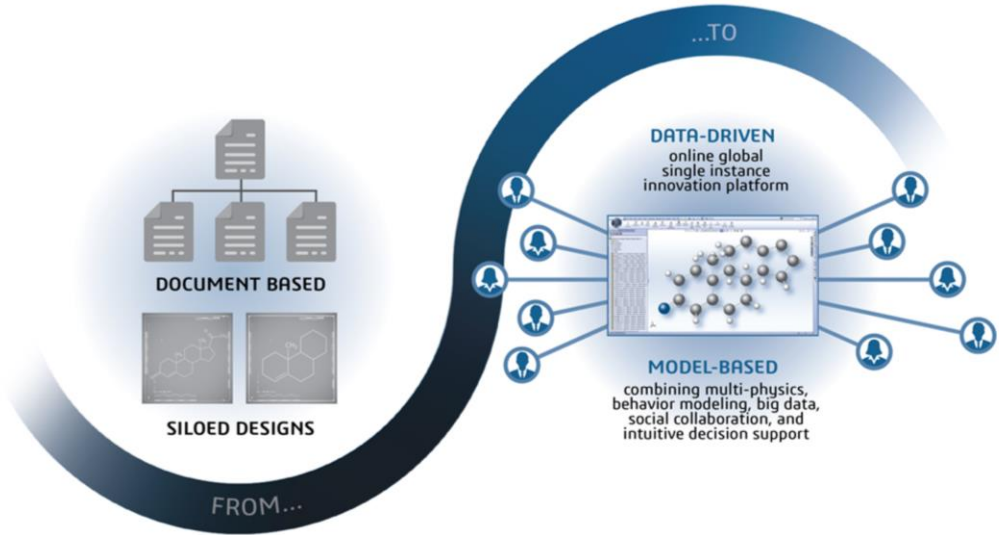 ...TO
DATA-DRIVEN
online global
single instance
innovation platform
DOCUMENT BASED
SILOED DESIGNS
MODEL-BASED
combining multi-physics,
behavior modeling, big data,
social collaboration, and
intuitive decision support
FROM...